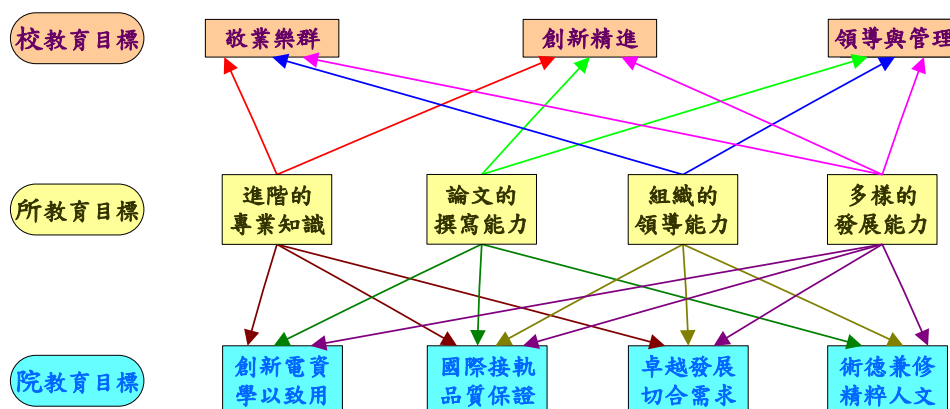 校教育目標
敬業樂群
創新精進
領導與管理
所教育目標
進階的
專業知識
論文的
撰寫能力
組織的
領導能力
多樣的
發展能力
院教育目標
創新電資
學以致用
國際接軌
品質保證
卓越發展
切合需求
術德兼修
精粹人文